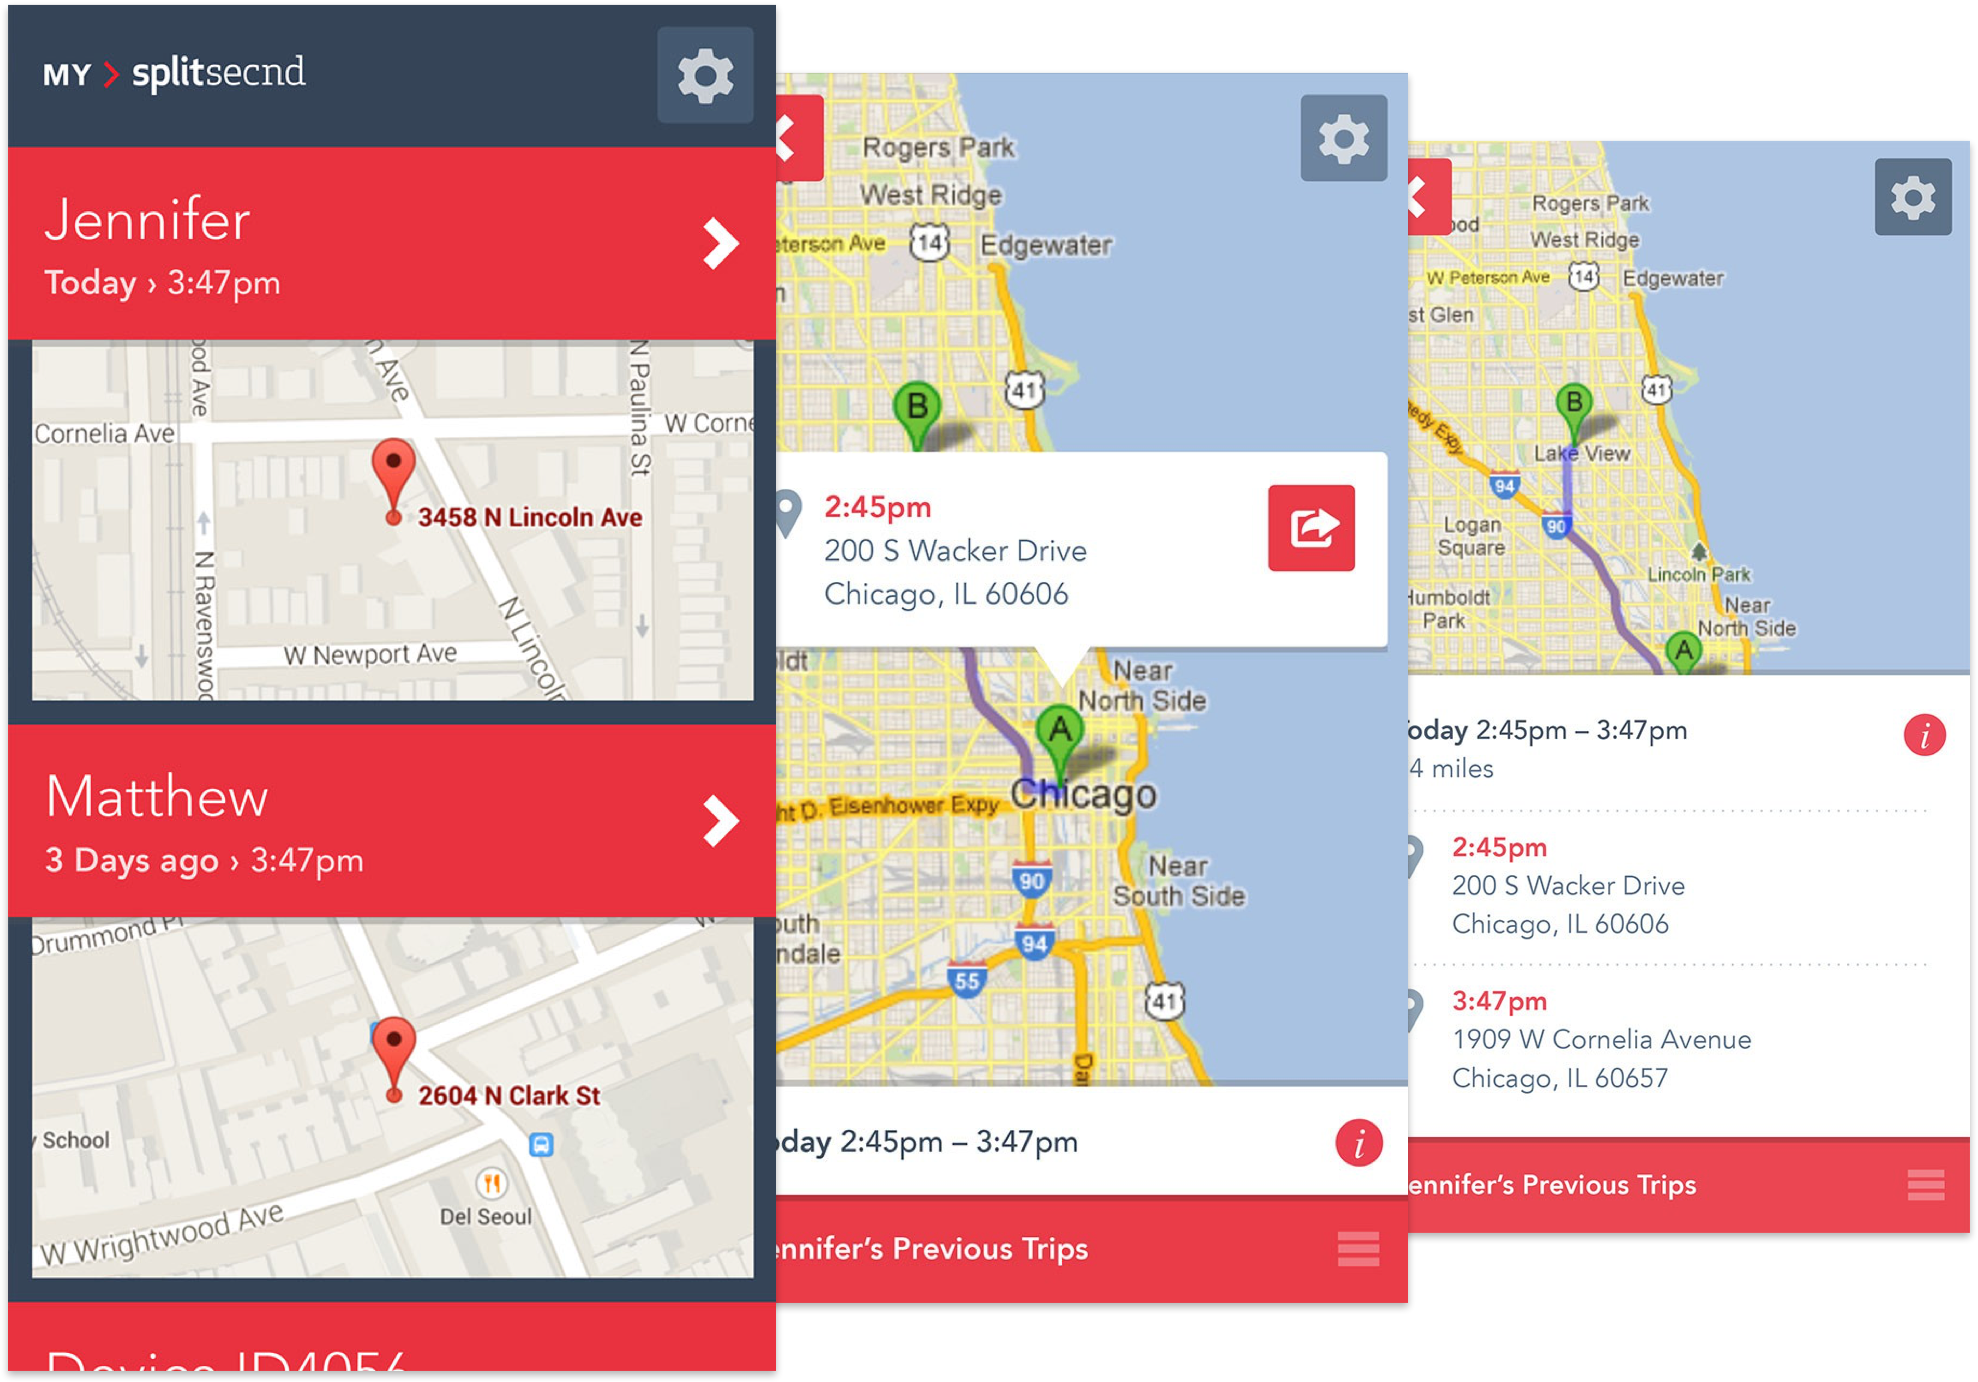 MY > splitsecnd
Jennifer
Today › 3:47pm
n Ave
N Paulina St
Cornelia Ave
W Corne
3458 N Lincoln Ave
N Ravenswoo
N Lincoln
W Newport Ave
Matthew
3 Days ago › 3:47pm
Drummond Pl
2604 N Clark St
School
Del Seoul
W Wrightwood Ave
Device ID4056
Rogers Park
West Ridge
eterson Ave
14
Edgewater
41
B
2:45pm
200 S Wacker Drive
Chicago, IL 60606
ldt
Near
North Side
A
Chicago
ht D. Eisenhower Expy
90
Near
South Side
outh
ndale
94
55
41
Da
oday 2:45pm – 3:47pm
i
ennifer’s Previous Trips
Rogers Park
ood
West Ridge
W Peterson Ave
14
Edgewater
st Glen
41
B
edy Expy
Lake View
94
90
Logan
Square
Lincoln Park
Humboldt
Park
Near
North Side
A
Today 2:45pm – 3:47pm
4 miles
i
2:45pm
200 S Wacker Drive
Chicago, IL 60606
3:47pm
1909 W Cornelia Avenue
Chicago, IL 60657
ennifer’s Previous Trips